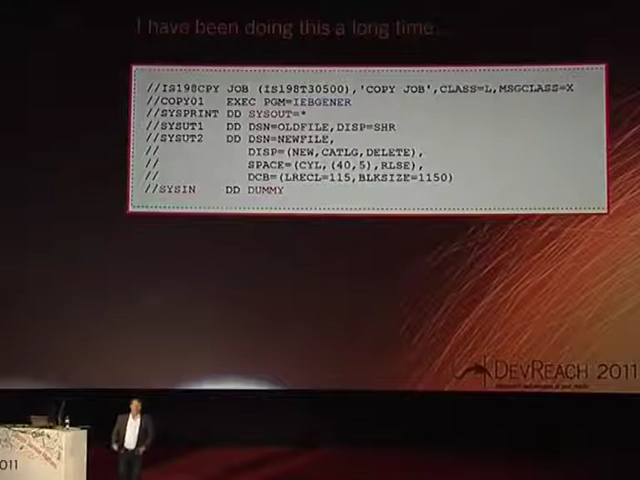 I have been doing this a long time...
//IS198CPY JOB (IS198T30500),'COPY JOB',CLASS=L,MSGCLASS=X
//COPY01   EXEC PGM=IEBGENER
//SYSPRINT DD SYSOUT=*
//SYSUT1   DD DSN=OLDFILE,DISP=SHR
//SYSUT2   DD DSN=NEWFILE,
//            DISP=(NEW,CATLG,DELETE),
//            SPACE=(CYL,(40,5),RLSE),
//            DCB=(LRECL=115,BLKSIZE=1150)
//SYSIN    DD DUMMY
DEVREACH 2011
011